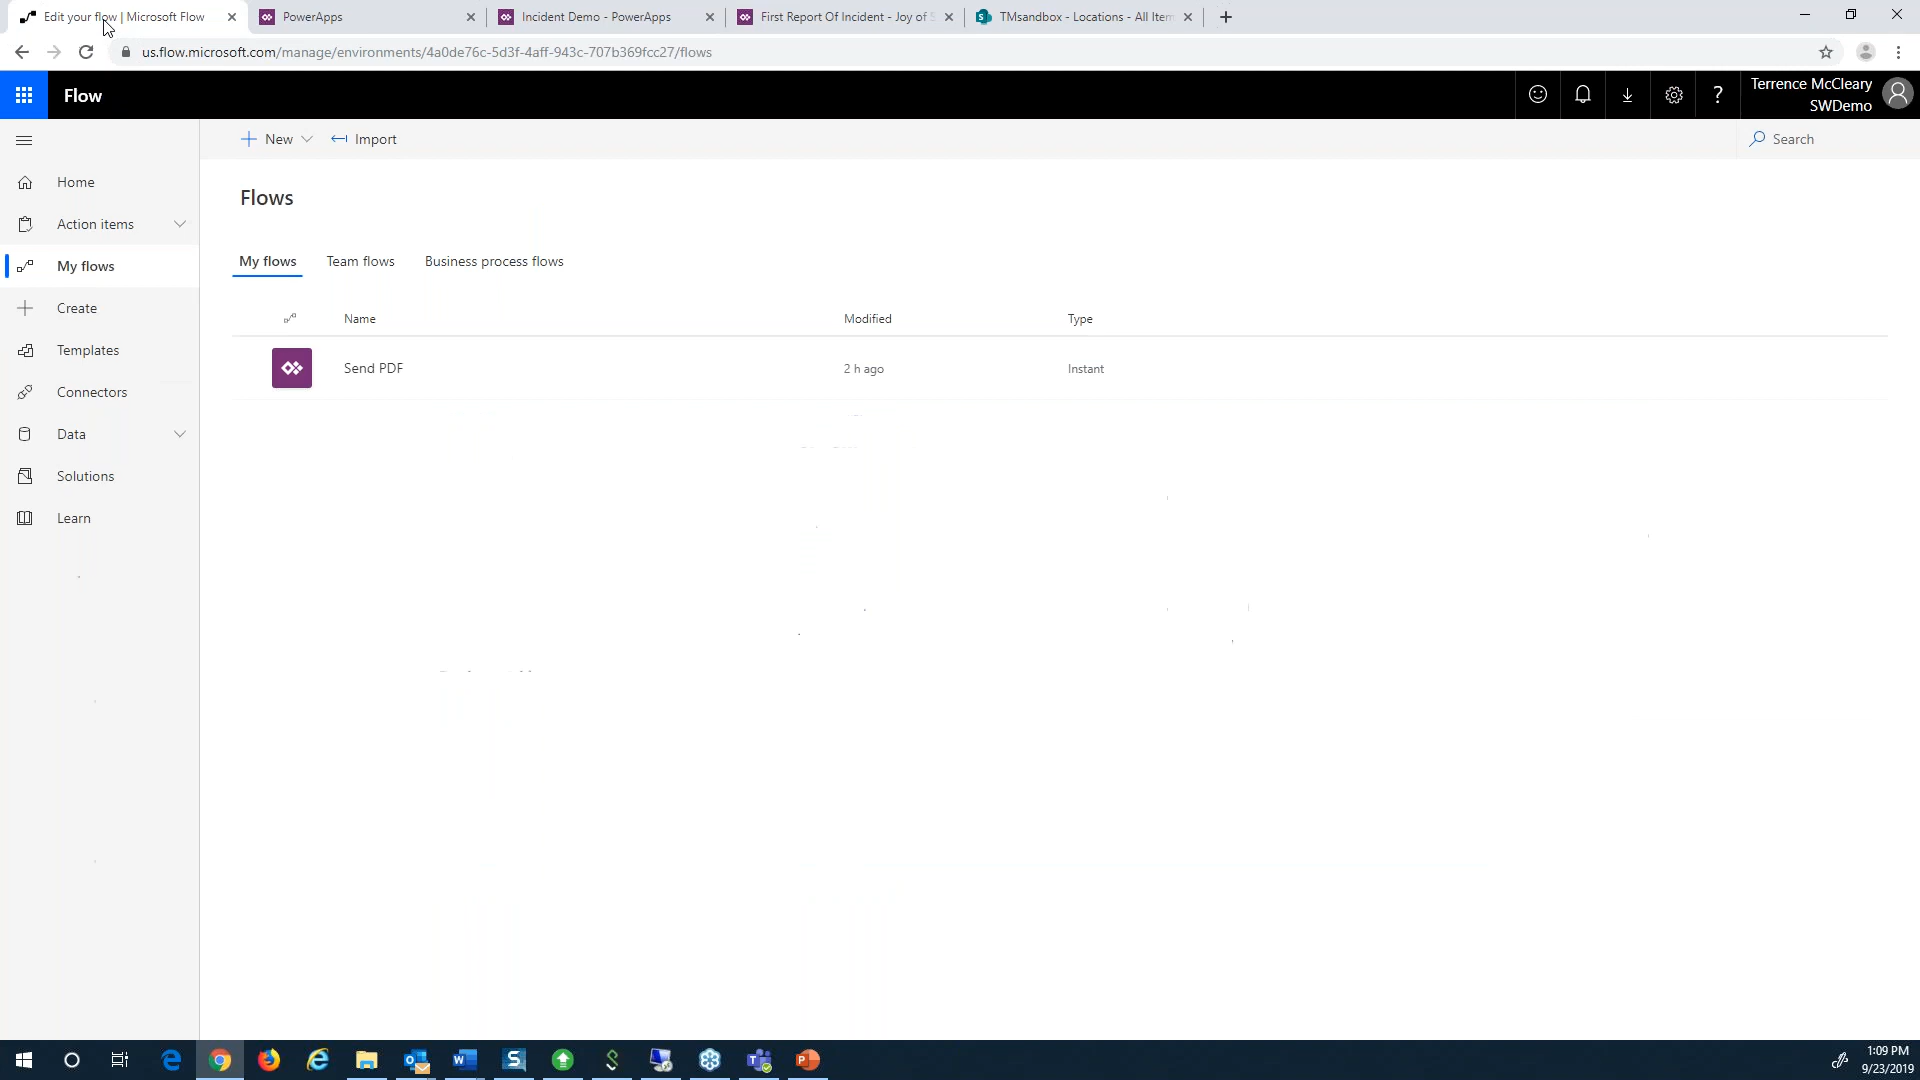 Edit your flow | Microsoft Flow
PowerApps
Incident Demo - PowerApps
First Report Of Incident - Joy of
TMsandbox - Locations - All Item
us.flow.microsoft.com/manage/environments/4a0de76c-5d3f-4aff-943c-707b369fcc27/flows
Flow
?
Terrence McCleary
SWDemo
New
Import
Search
Home
Action items
My flows
Create
Templates
Connectors
Data
Solutions
Learn
Flows
My flows
Team flows
Business process flows
Name
Modified
Type
Send PDF
2 h ago
Instant
1:09 PM
9/23/2019